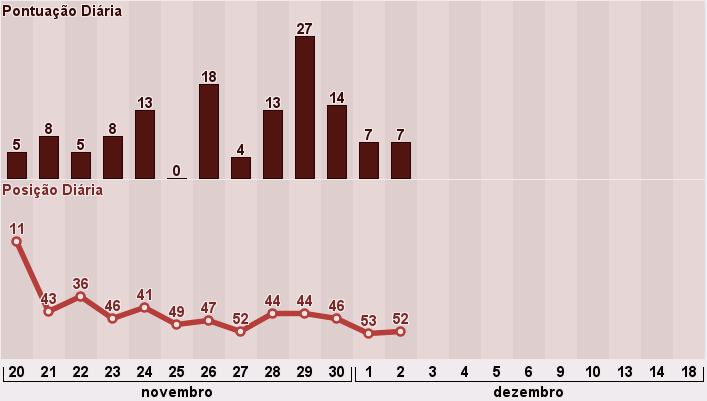 Pontuação Diária
5 8 5 8 13 0 18 4 13 27 14 7 7
Posição Diária
11 43 36 46 41 49 47 52 44 44 46 53 52
20 21 22 23 24 25 26 27 28 29 30 1 2 3 4 5 6 9 10 13 14 18
novembro dezembro